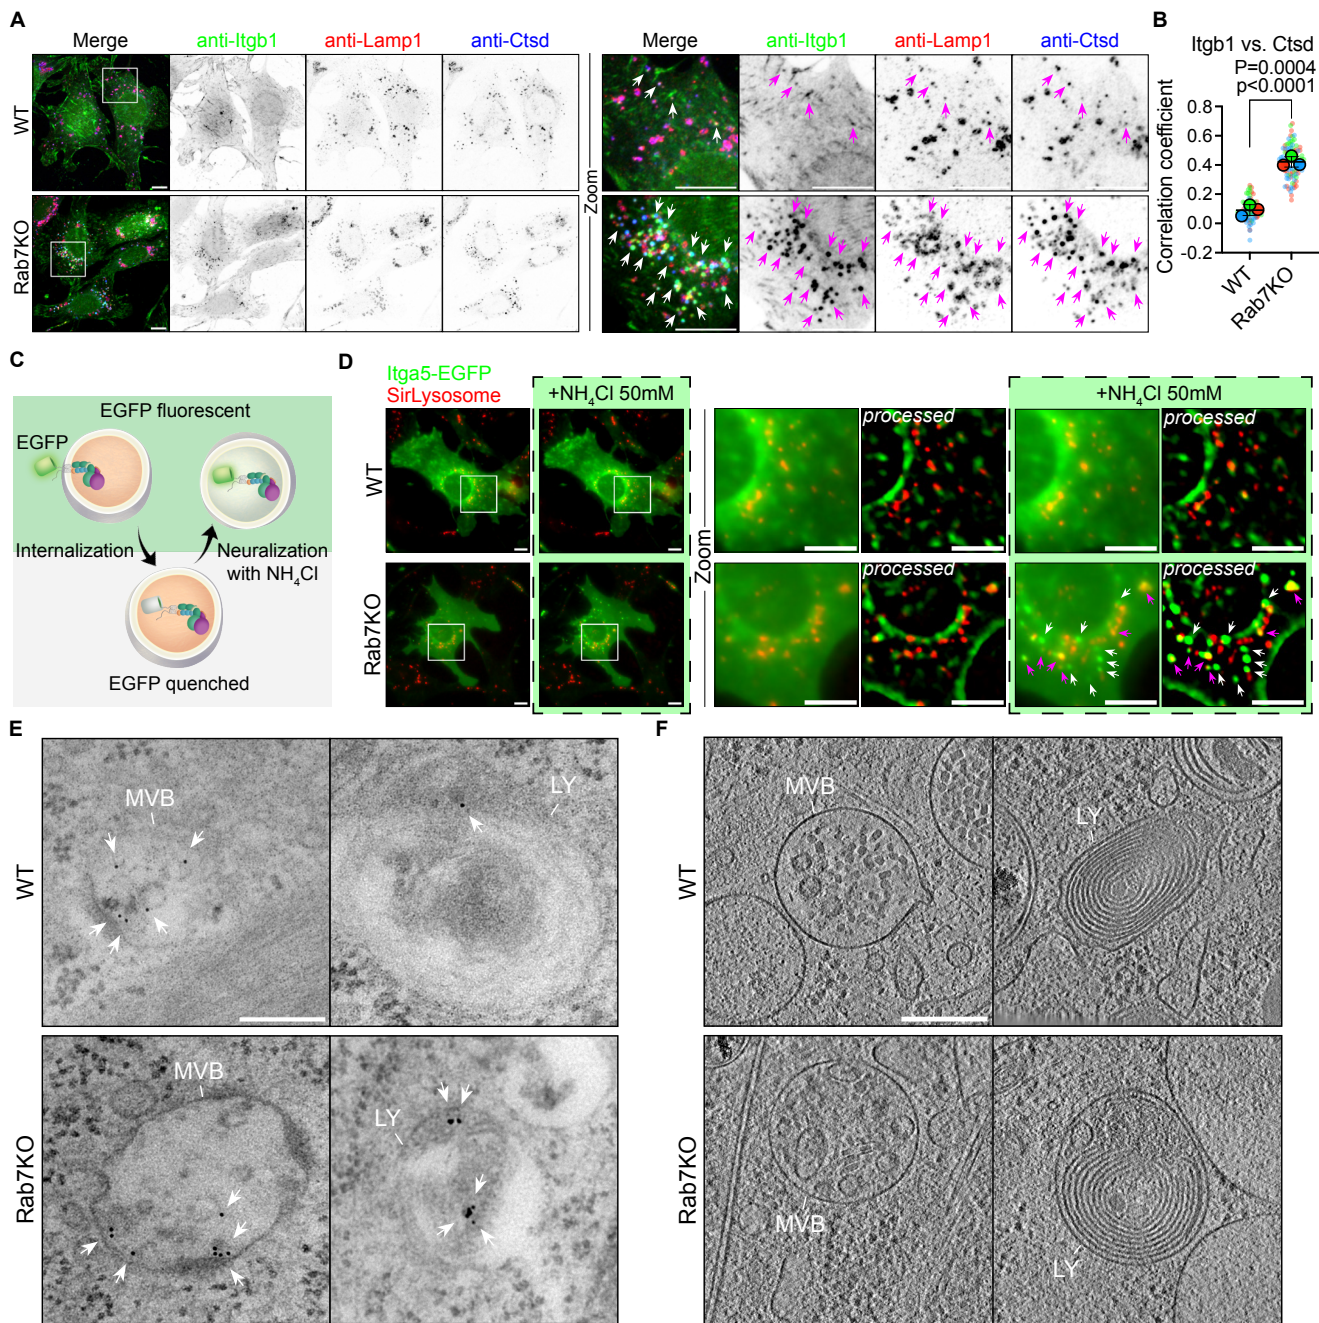 A
Merge
anti-Itgb1
anti-Lamp1
anti-Ctsd
Merge
anti-Itgb1
anti-Lamp1
anti-Ctsd
WT
Rab7KO
Zoom
B
Itgb1 vs. Ctsd
P=0.0004
p<0.0001
Correlation coefficient
0.8
0.6
0.4
0.2
0.0
-0.2
WT
Rab7KO
C
EGFP fluorescent
EGFP
Internalization
Neuralization
with NH₄Cl
EGFP quenched
D
Itga5-EGFP
SirLysosome
+NH₄Cl 50mM
+NH₄Cl 50mM
WT
Rab7KO
Zoom
processed
processed
processed
processed
E
WT
MVB
LY
Rab7KO
MVB
LY
F
WT
MVB
LY
Rab7KO
MVB
LY